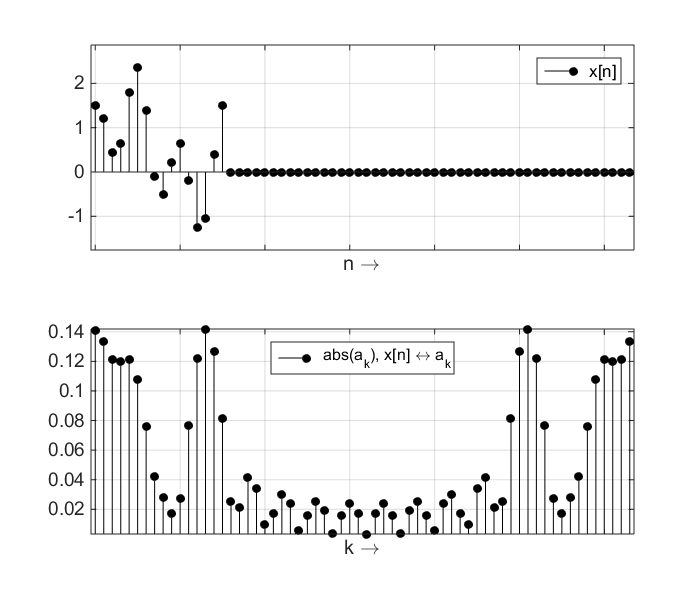 2
x[n]
1
0
-1
n →
0.14
abs(a_k), x[n] ↔ a_k
0.12
0.1
0.08
0.06
0.04
0.02
k →